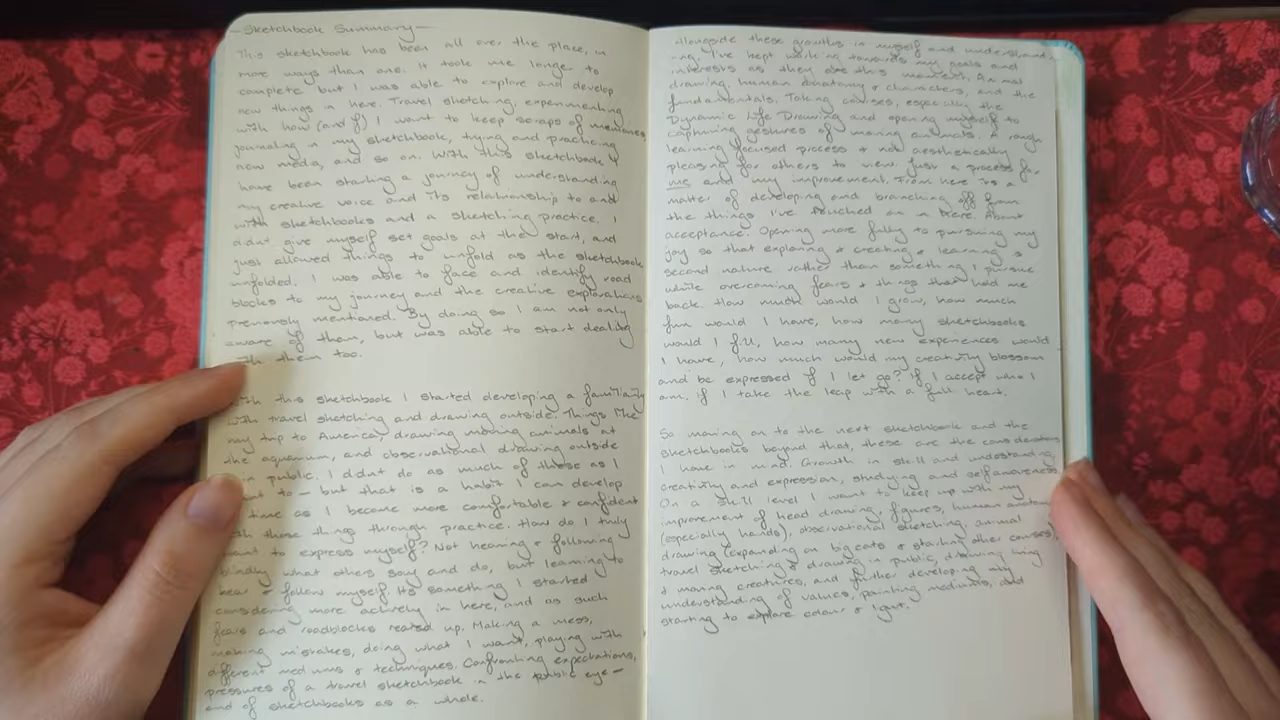 - Sketchbook Summary -
This sketchbook has been all over the place, in
more ways than one. It took me longer to
complete but I was able to explore and develop
new things in here. Travel sketching, experimenting
with how (and if) I want to keep scraps of memories,
journaling in my sketchbook, trying and practicing
new media, and so on. With this sketchbook I
have been starting a journey of understanding
my creative voice and its relationship to and
with sketchbooks and a sketching practice. I
didnt give myself set goals at the start, and
just allowed things to unfold as the sketchbook
unfolded. I was able to face and identify road
blocks to my journey and the creative explorations
previously mentioned. By doing so I am not only
aware of them, but was able to start dealing
with them too.
With this sketchbook I started developing a familiarity
with travel sketching and drawing outside. Things like
my trip to America, drawing moving animals at
the aquarium, and observational drawing outside
in public. I didnt do as much of these as I
want to - but that is a habit I can develop
time as I become more comfortable & confident
with those things through practice. How do I truly
want to express myself? Not hearing & following
blindly what others say and do, but learning to
hear & follow myself. Its something I started
considering more actively in here, and as such
fears and roadblocks reared up. Making a mess,
making mistakes, doing what I want, playing with
different mediums & techniques. Confronting expectations,
pressures of a travel sketchbook in the public eye -
and of sketchbooks as a whole.
alongside these growths in myself and understand-
-ing, I've kept working towards my goals and
interests as they are this moment. Animal
drawing, human anatomy & characters, and the
fundamentals. Taking courses, especially the
Dynamic Life Drawing and opening myself to
capturing gestures of moving animals. A rough
learning focused process & not aesthetically
pleasing for others to view. Just a process for
me and my improvement. From here its a
matter of developing and branching off from
the things I've touched on in here. About
acceptance. Opening more fully to pursuing my
joy so that exploring & creating & learning is
second nature rather than something I pursue
while overcoming fears & things that hold me
back. How much would I grow, how much
fun would I have, how many sketchbooks
would I fill, how many new experiences would
I have, how much would my creativity blossom
and be expressed if I let go? If I accept who I
am. If I take the leap with a full heart.
So moving on to the next sketchbook and the
sketchbooks beyond that, these are the considerations
I have in mind. Growth in skill and undstanding,
creativity and expression, studying and selfawareness.
On a skill level I want to keep up with my
improvement of head drawing, figures, human anatomy
(especially hands), observational sketching, animal
drawing (expanding on big cats & starting other courses),
travel sketching & drawing in public, drawing living
& moving creatures, and further developing my
understanding of values, painting mediums, and
starting to explore colour & light.